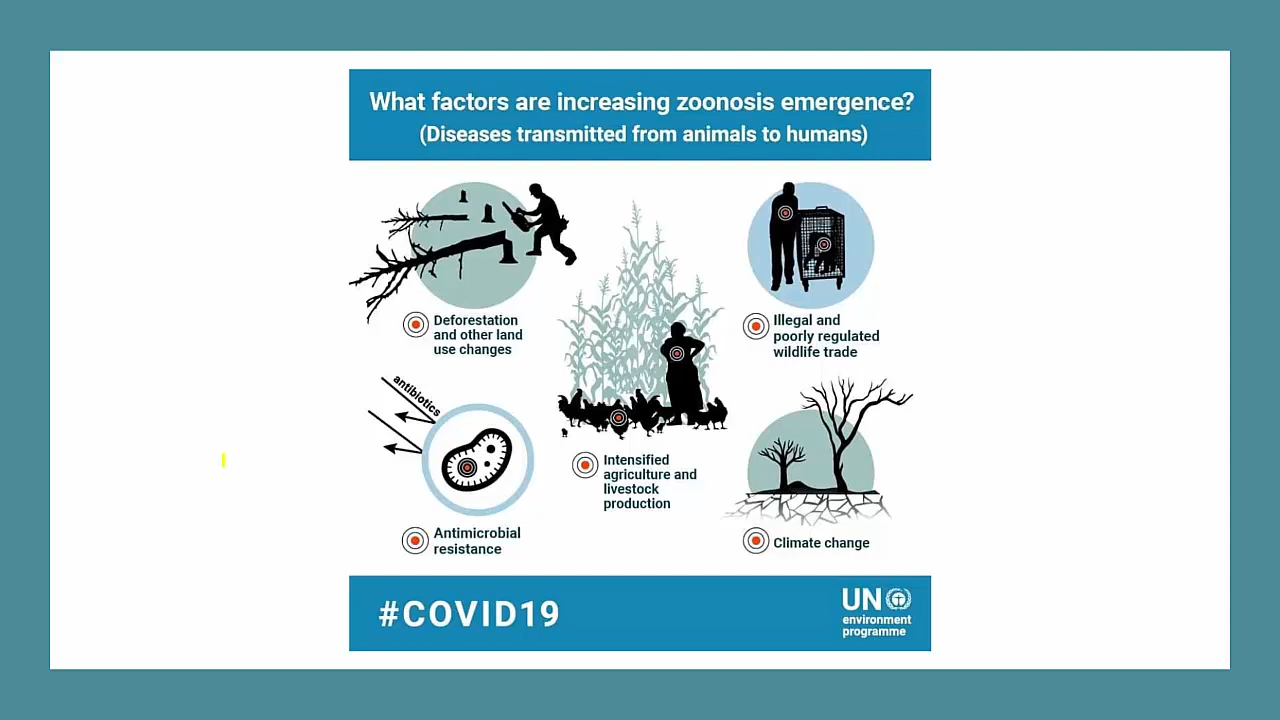 What factors are increasing zoonosis emergence?
(Diseases transmitted from animals to humans)
Deforestation
and other land
use changes
Illegal and
poorly regulated
wildlife trade
antibiotics
Intensified
agriculture and
livestock
production
Antimicrobial
resistance
Climate change
#COVID19
UN
environment
programme